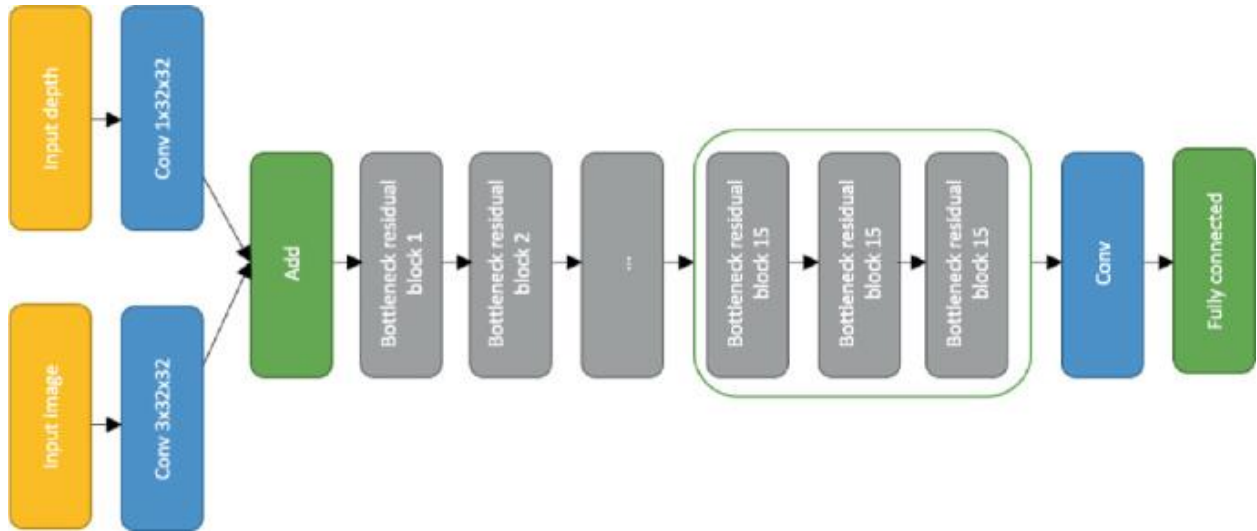 Input depth
Conv 1x32x32
Input image
Conv 3x32x32
Add
Bottleneck residual
block 1
Bottleneck residual
block 2
...
Bottleneck residual
block 15
Bottleneck residual
block 15
Bottleneck residual
block 15
Conv
Fully connected